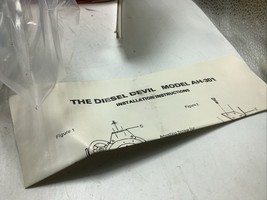 THE DIESEL DEVIL MODEL AH-301
INSTALLATION INSTRUCTIONS
Figure 1
Figure 2